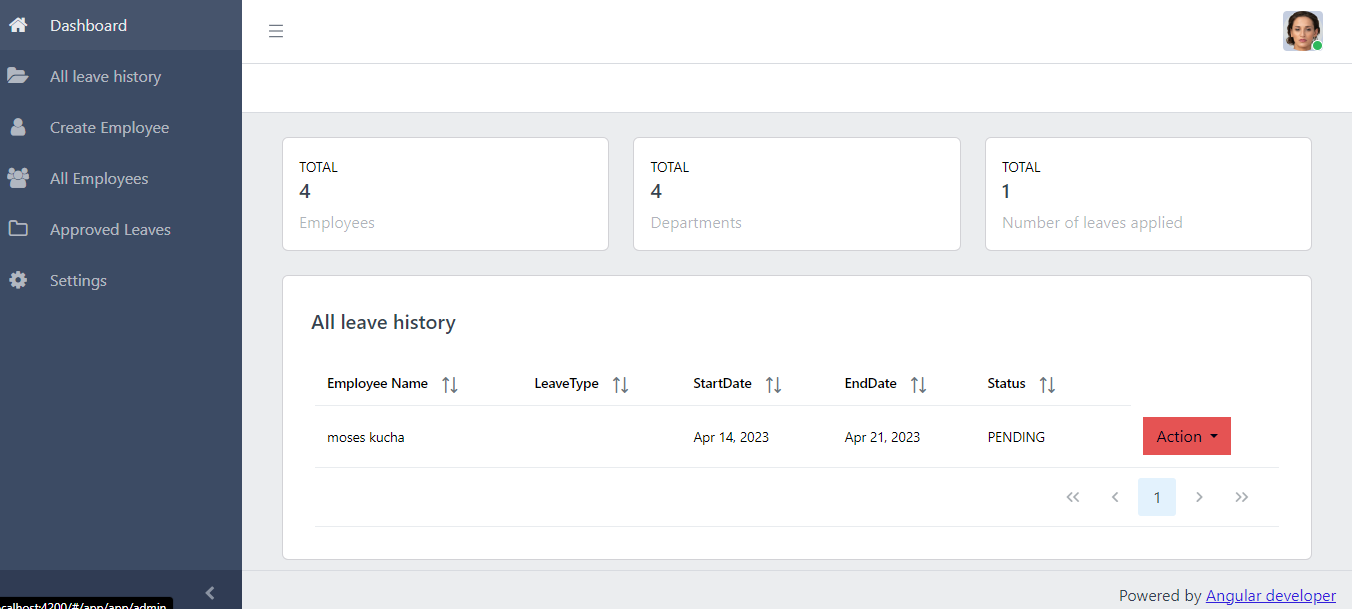 Dashboard
All leave history
Create Employee
All Employees
Approved Leaves
Settings
TOTAL
4
Employees
TOTAL
4
Departments
TOTAL
1
Number of leaves applied
All leave history
Employee Name LeaveType StartDate EndDate Status
moses kucha Apr 14, 2023 Apr 21, 2023 PENDING Action
1
Powered by Angular developer
calhost:4200/#/app/app/admin